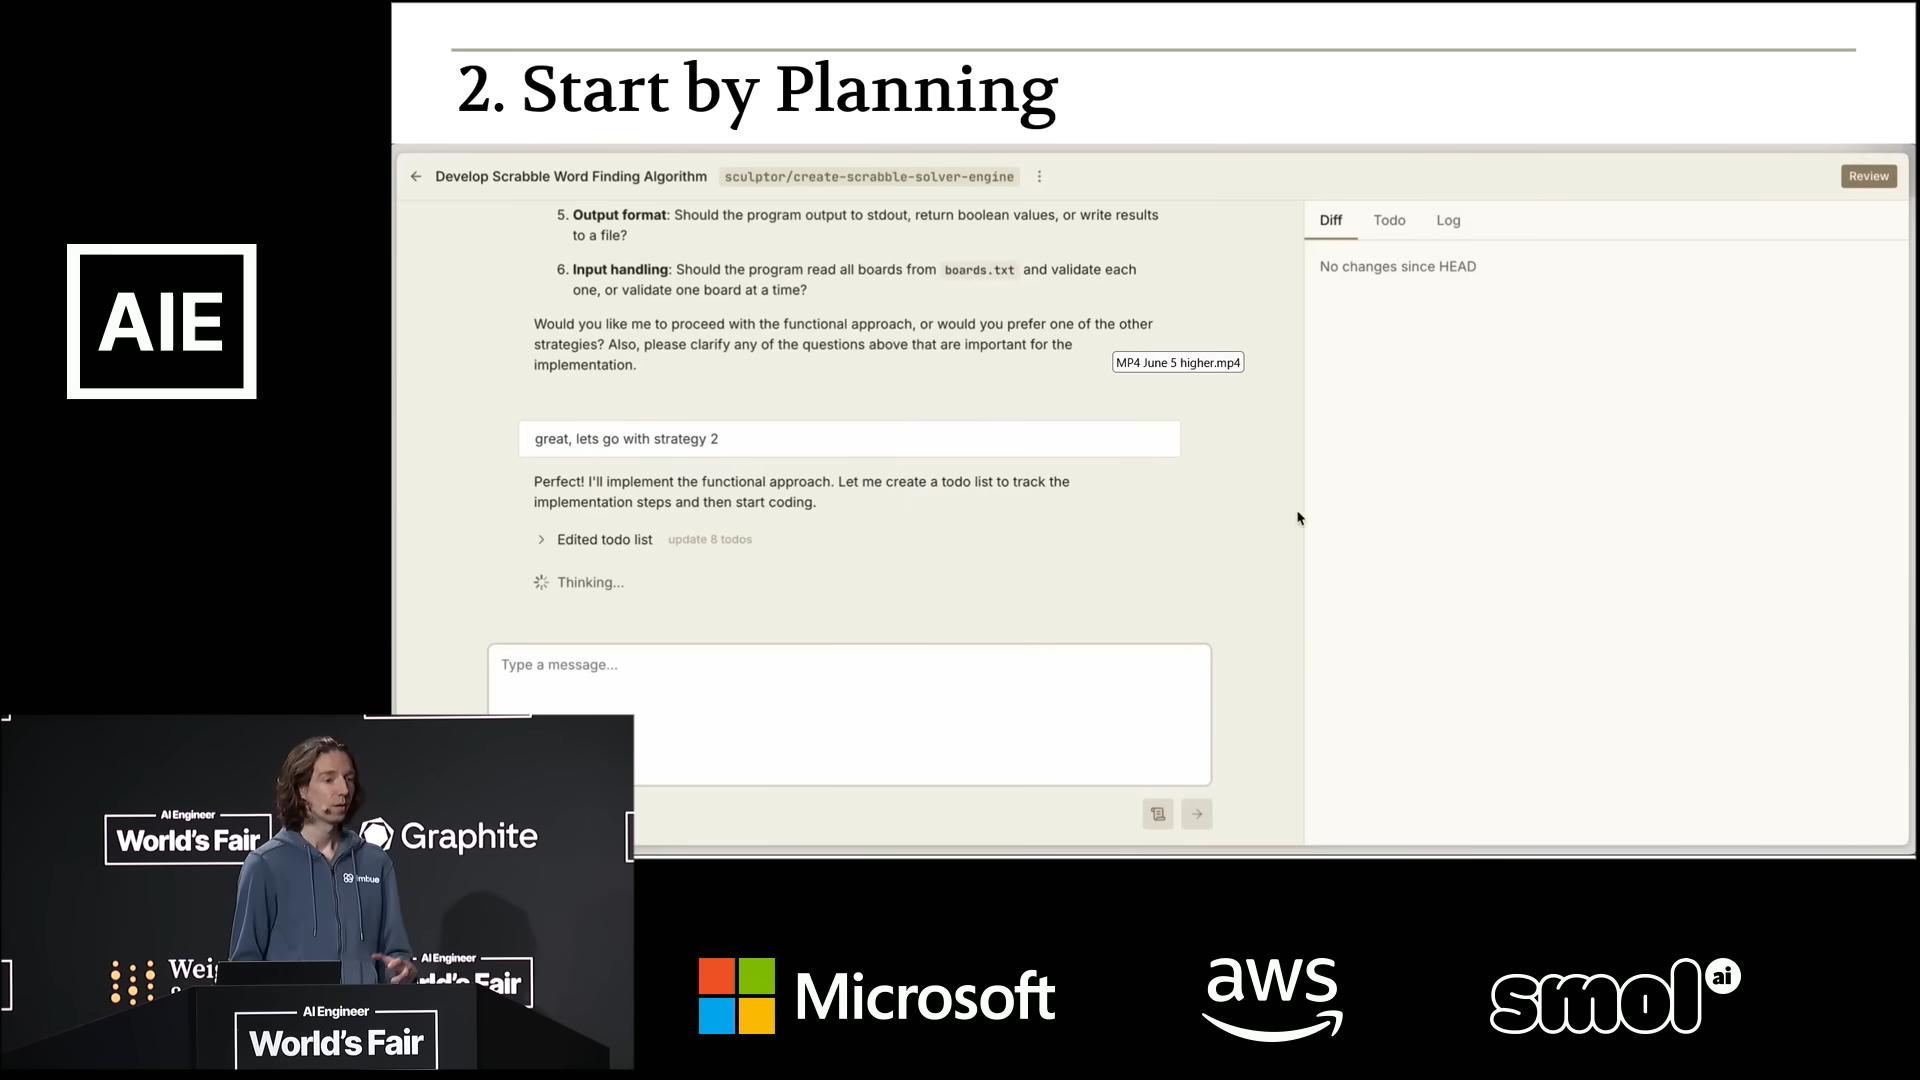 2. Start by Planning
Develop Scrabble Word Finding Algorithm
sculptor/create-scrabble-solver-engine
Review
5. Output format: Should the program output to stdout, return boolean values, or write results
to a file?
6. Input handling: Should the program read all boards from boards.txt and validate each
one, or validate one board at a time?
Would you like me to proceed with the functional approach, or would you prefer one of the other
strategies? Also, please clarify any of the questions above that are important for the
implementation.
MP4 June 5 higher.mp4
great, lets go with strategy 2
Perfect! I'll implement the functional approach. Let me create a todo list to track the
implementation steps and then start coding.
Edited todo list update 8 todos
Thinking...
Type a message...
Diff Todo Log
No changes since HEAD
AIE
AI Engineer
World's Fair
Graphite
imbue
Wei
AI Engineer
rld's Fair
AI Engineer
World's Fair
Microsoft
aws
smol ai